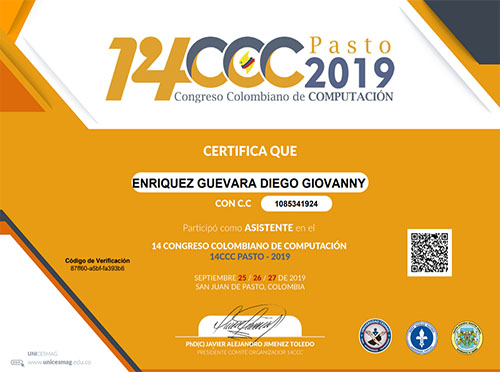 14CCC Pasto
2019
Congreso Colombiano de COMPUTACIÓN
CERTIFICA QUE
ENRIQUEZ GUEVARA DIEGO GIOVANNY
CON C.C 1085341924
Participó como ASISTENTE en el
14 CONGRESO COLOMBIANO DE COMPUTACIÓN
14CCC PASTO - 2019
Código de Verificación
87ff60-a5bf-fa393b6
SEPTIEMBRE 25 / 26 / 27 DE 2019
SAN JUAN DE PASTO, COLOMBIA
PND(C) JAVIER ALEJANDRO JIMENEZ TOLEDO
PRESIDENTE COMITÉ ORGANIZADOR 14CCC
UNICESMAG
www.unicesmag.edu.co